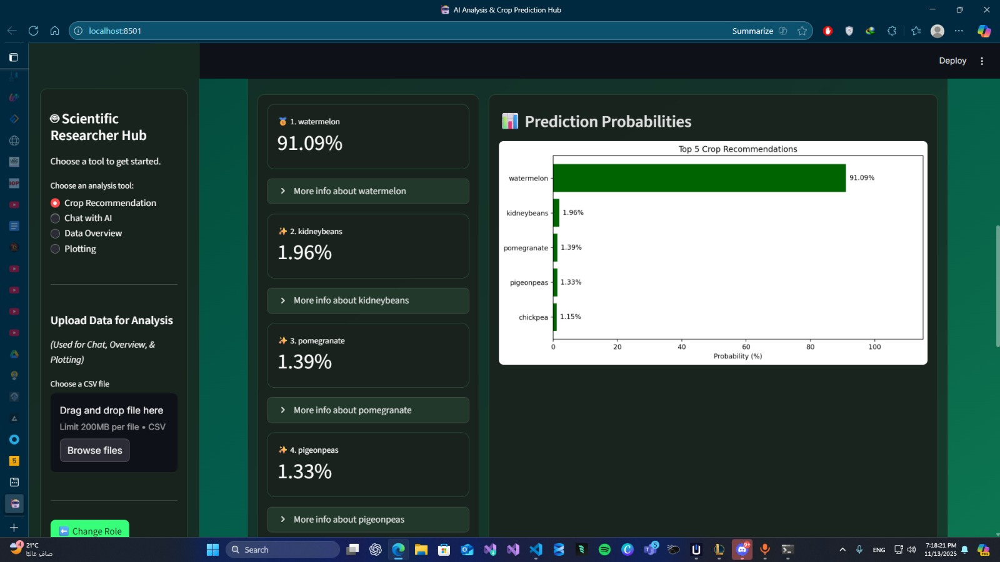 AI Analysis & Crop Prediction Hub
localhost:8501
Summarize
Deploy
Scientific
Researcher Hub
Choose a tool to get started.
Choose an analysis tool:
Crop Recommendation
Chat with AI
Data Overview
Plotting
Upload Data for Analysis
(Used for Chat, Overview, &
Plotting)
Choose a CSV file
Drag and drop file here
Limit 200MB per file • CSV
Browse files
Change Role
1. watermelon
91.09%
More info about watermelon
2. kidneybeans
1.96%
More info about kidneybeans
3. pomegranate
1.39%
More info about pomegranate
4. pigeonpeas
1.33%
More info about pigeonpeas
Prediction Probabilities
Top 5 Crop Recommendations
watermelon 91.09%
kidneybeans 1.96%
pomegranate 1.39%
pigeonpeas 1.33%
chickpea 1.15%
0 20 40 60 80 100
Probability (%)
IOP
5
4
21°C
صافٍ غالبًا
Search
5
9+
ENG
7:18:21 PM
11/13/2025
PRE